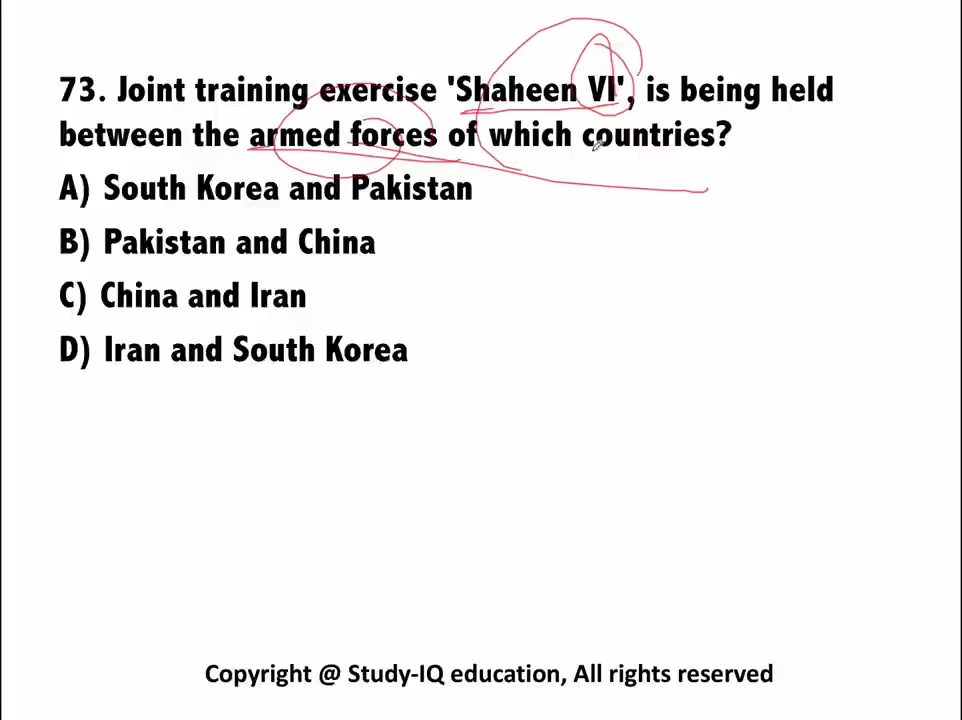 73. Joint training exercise 'Shaheen VI', is being held
between the armed forces of which countries?
A) South Korea and Pakistan
B) Pakistan and China
C) China and Iran
D) Iran and South Korea
Copyright @ Study-IQ education, All rights reserved